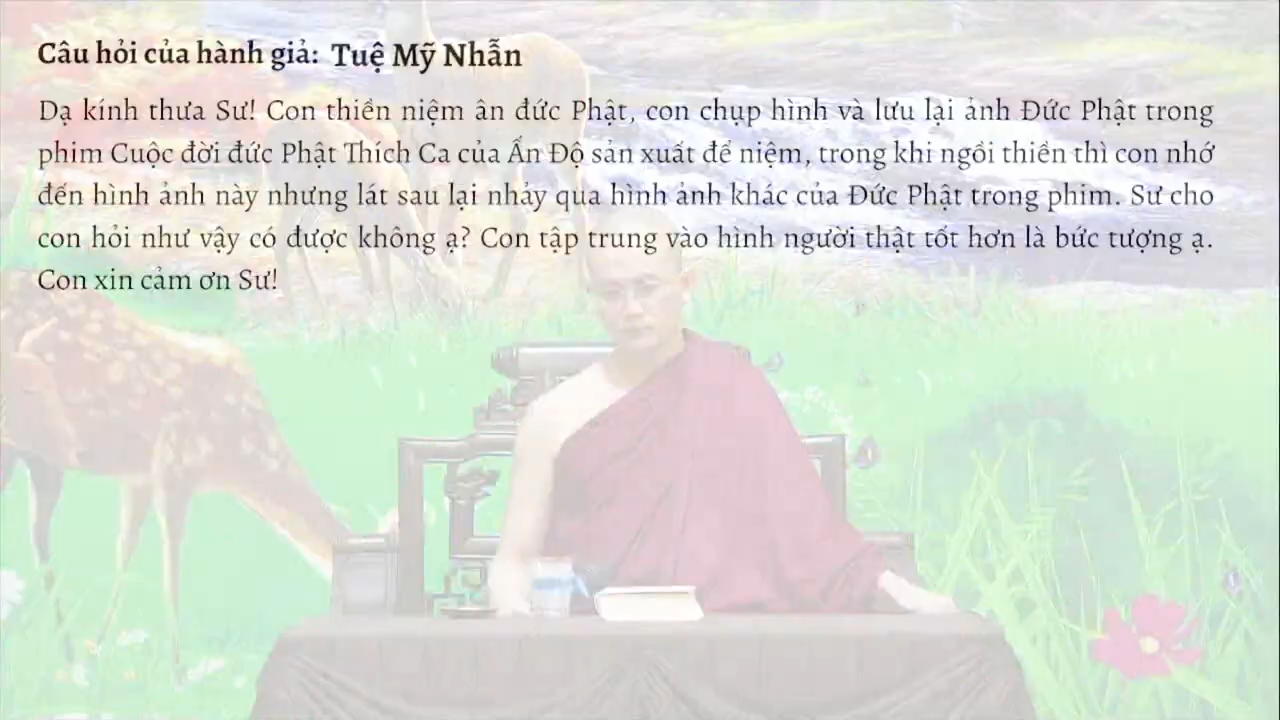 Câu hỏi của hành giả: Tuệ Mỹ Nhẫn
Dạ kính thưa Sư! Con thiền niệm ân đức Phật, con chụp hình và lưu lại ảnh Đức Phật trong
phim Cuộc đời đức Phật Thích Ca của Ấn Độ sản xuất để niệm, trong khi ngồi thiền thì con nhớ
đến hình ảnh này nhưng lát sau lại nhảy qua hình ảnh khác của Đức Phật trong phim. Sư cho
con hỏi như vậy có được không ạ? Con tập trung vào hình người thật tốt hơn là bức tượng ạ.
Con xin cảm ơn Sư!